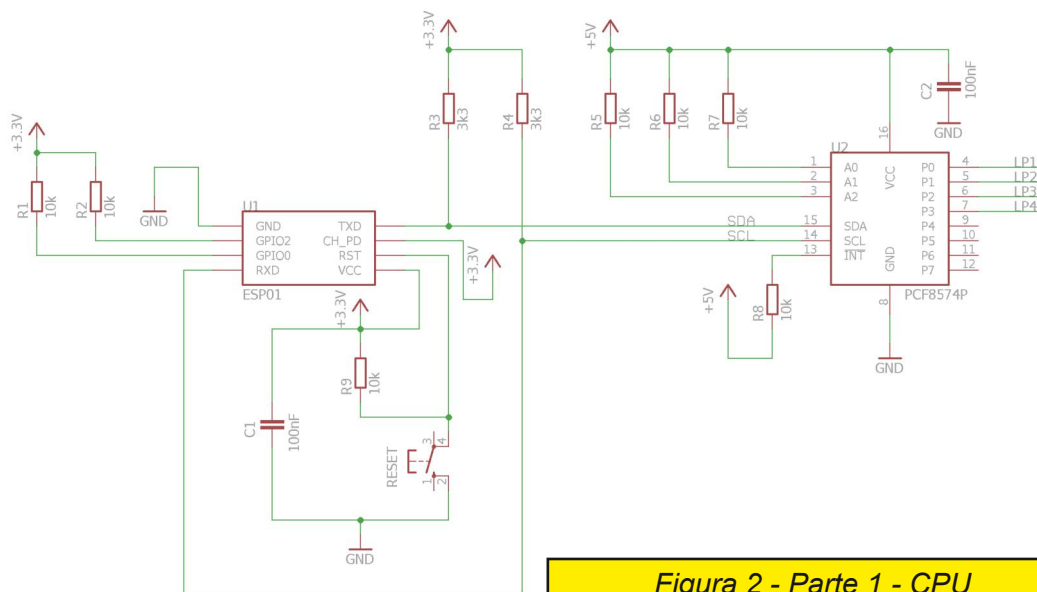 +3.3V
R3
3k3
R4
3k3
+5V
R5
10k
R6
10k
R7
10k
C2
100nF
GND
+3.3V
R1
10k
R2
10k
GND
U1
GND
GPIO2
GPIO0
RXD
TXD
CH_PD
RST
VCC
ESP01
+3.3V
SDA
SCL
U2
16
VCC
1 A0
2 A1
3 A2
15 SDA
14 SCL
13 INT
GND
8
P0 4 LP1
P1 5 LP2
P2 6 LP3
P3 7 LP4
P4 9
P5 10
P6 11
P7 12
PCF8574P
GND
+5V
R8
10k
+3.3V
R9
10k
C1
100nF
RESET
3 4
1 2
GND
Figura 2 - Parte 1 - CPU